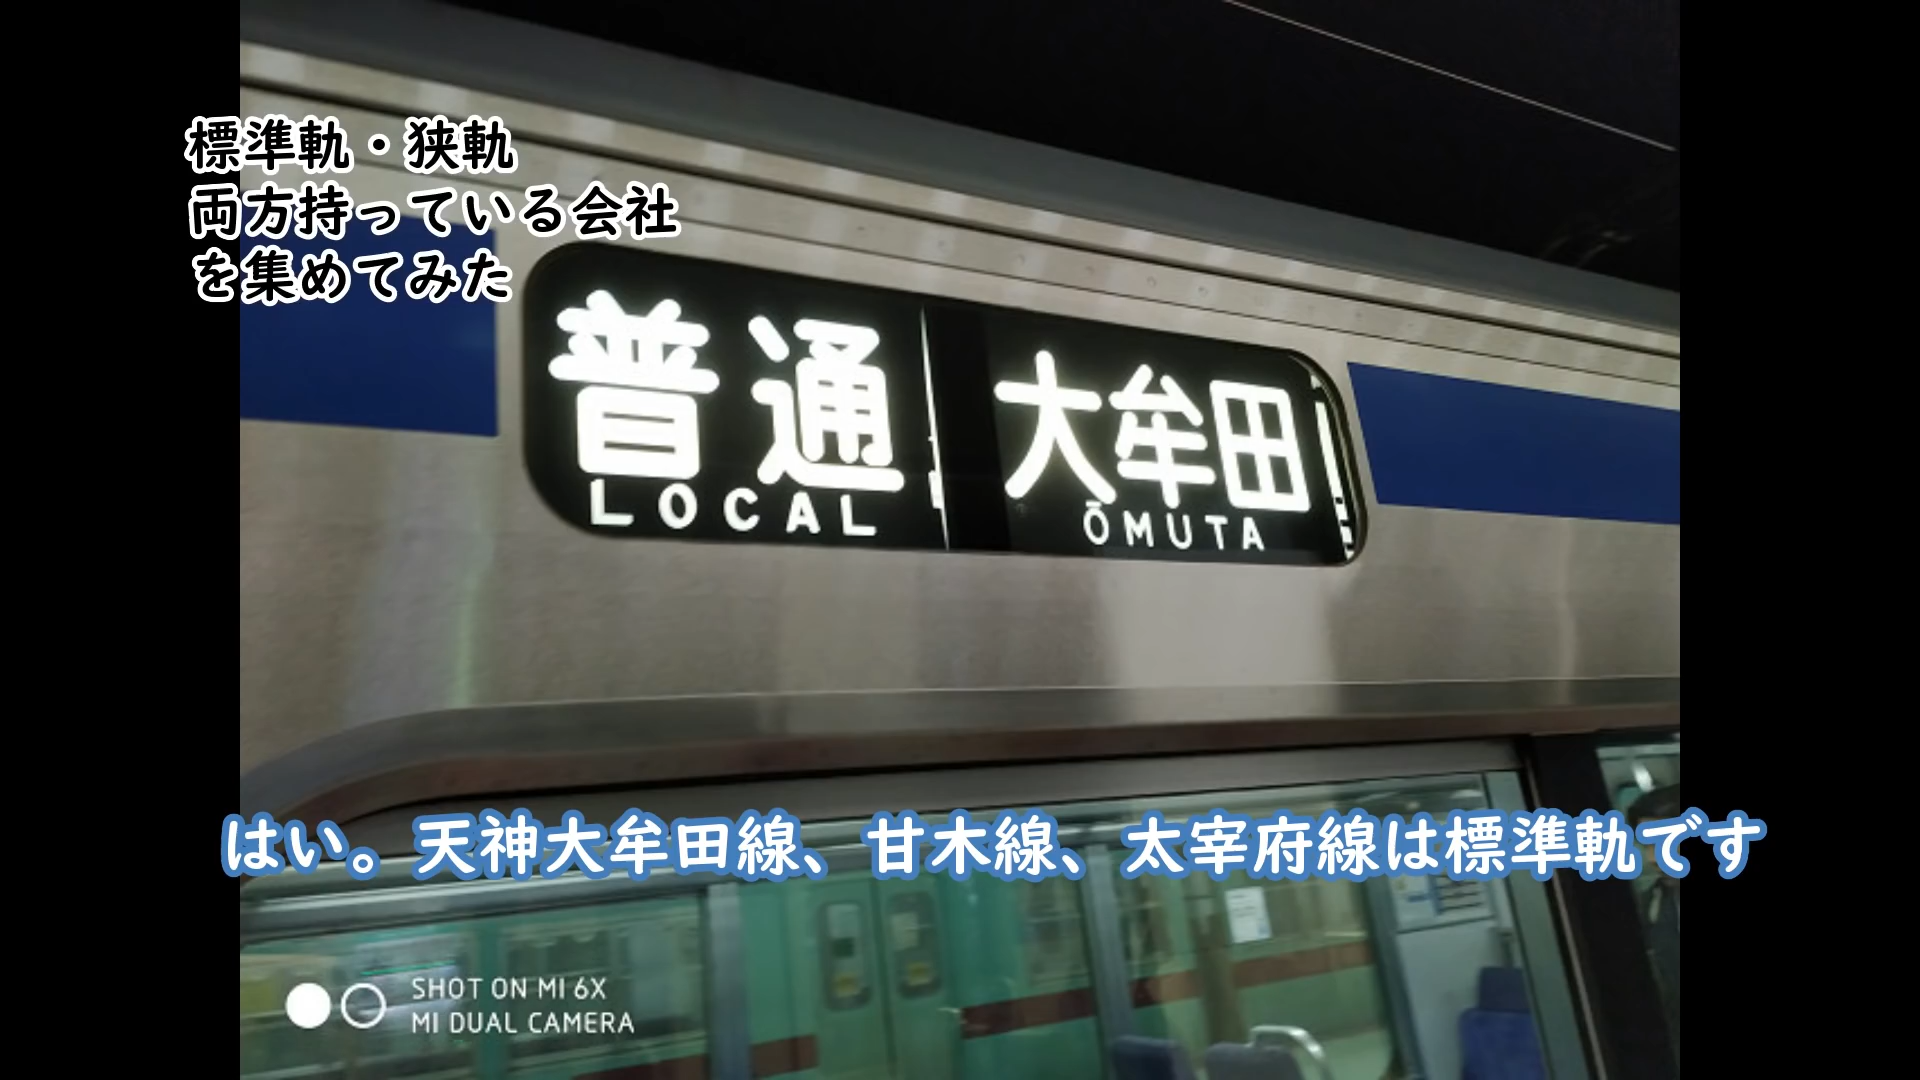 標準軌・狭軌
両方持っている会社
を集めてみた
普通 大牟田
LOCAL ŌMUTA
はい。天神大牟田線、甘木線、太宰府線は標準軌です
SHOT ON MI 6X
MI DUAL CAMERA